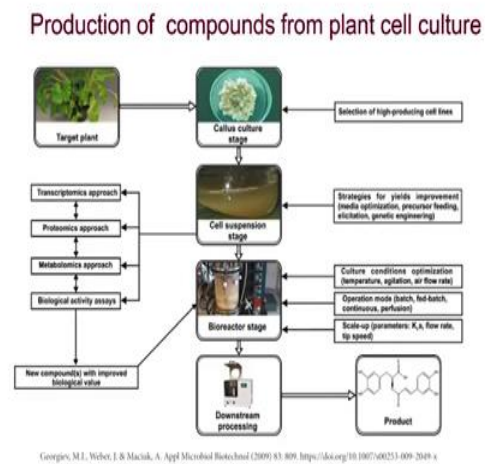 Production of compounds from plant cell culture
Target plant
Callus culture
stage
Selection of high-producing cell lines
Transcriptomics approach
Proteomics approach
Metabolomics approach
Biological activity assays
Cell suspension
stage
Strategies for yields improvement
(media optimization, precursor feeding,
elicitation, genetic engineering)
Culture conditions optimization
(temperature, agitation, air flow rate)
Operation mode (batch, fed-batch,
continuous, perfusion)
Scale-up (parameters: KLa, flow rate,
tip speed)
Bioreactor stage
New compound(s) with improved
biological value
Downstream
processing
Product
Georgiev, M.I., Weber, J. & Maciuk, A. Appl Microbiol Biotechnol (2009) 83: 809. https://doi.org/10.1007/s00253-009-2049-x